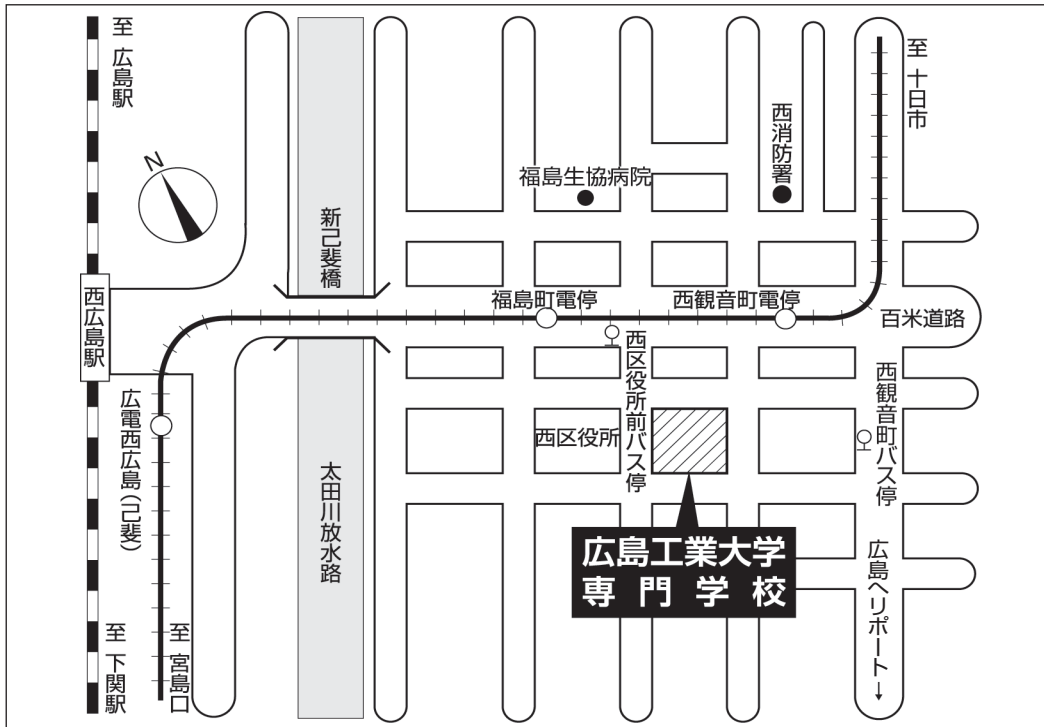 至 広島駅
N
西広島駅
広電西広島(己斐)
至 下関駅
至 宮島口
新己斐橋
太田川放水路
福島生協病院
西消防署
至 十日市
福島町電停
西観音町電停
百米道路
西区役所
西区役所前バス停
西観音町バス停
広島工業大学
専門学校
広島ヘリポート→